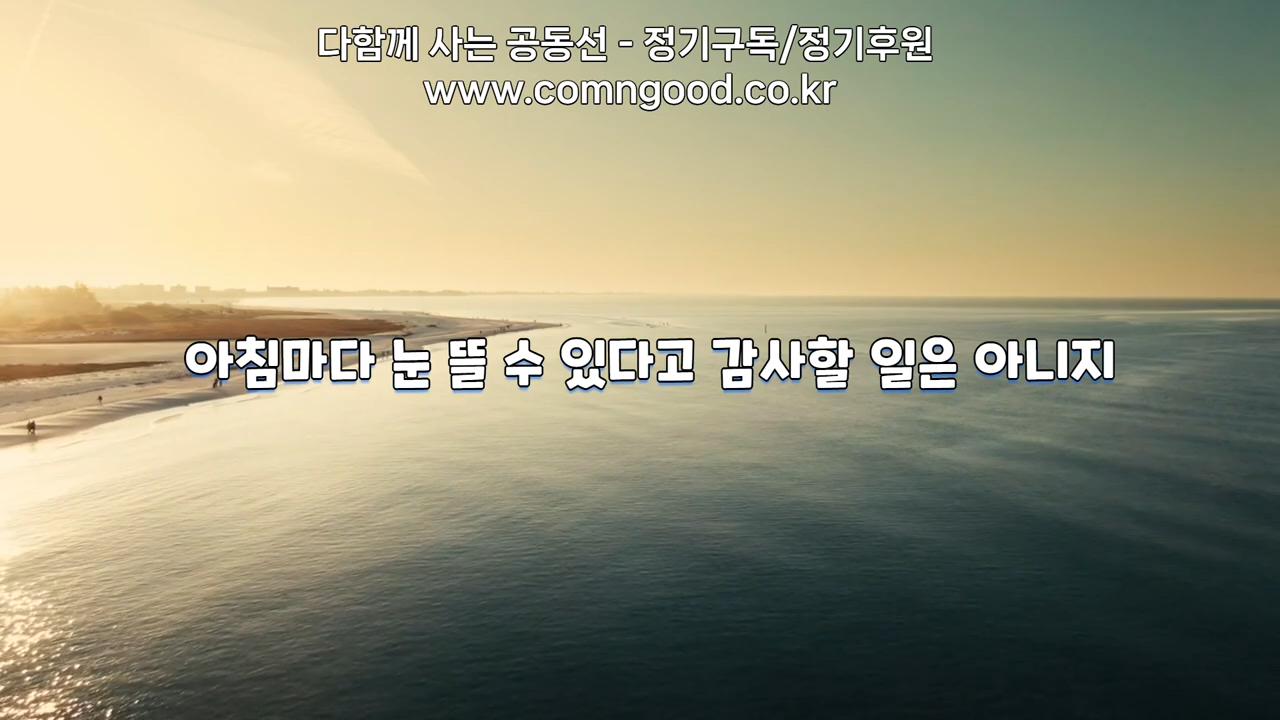 다함께 사는 공동선 - 정기구독/정기후원
www.comngood.co.kr
아침마다 눈 뜰 수 있다고 감사할 일은 아니지